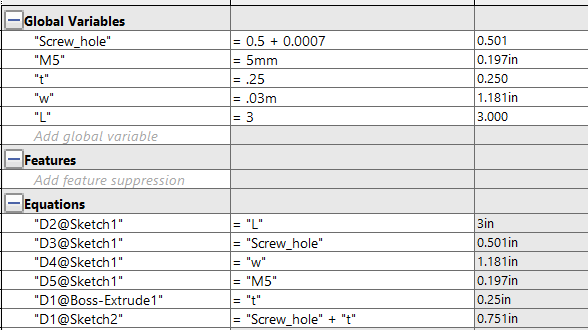 Global Variables
"Screw_hole" = 0.5 + 0.0007 0.501
"M5" = 5mm 0.197in
"t" = .25 0.250
"w" = .03m 1.181in
"L" = 3 3.000
Add global variable
Features
Add feature suppression
Equations
"D2@Sketch1" = "L" 3in
"D3@Sketch1" = "Screw_hole" 0.501in
"D4@Sketch1" = "w" 1.181in
"D5@Sketch1" = "M5" 0.197in
"D1@Boss-Extrude1" = "t" 0.25in
"D1@Sketch2" = "Screw_hole" + "t" 0.751in